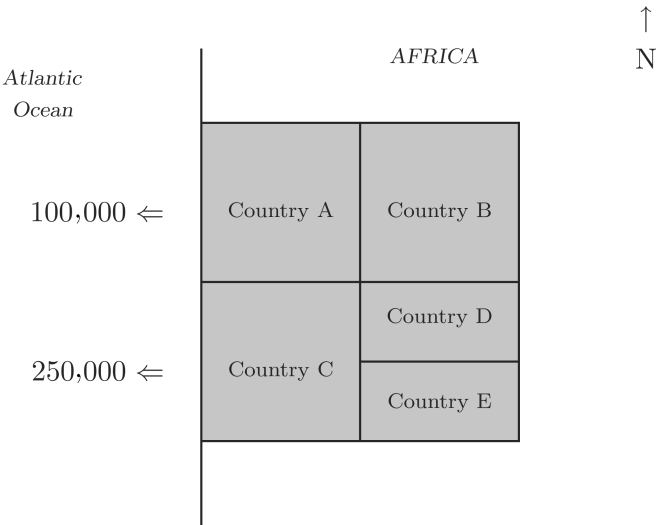 ↑
N
AFRICA
Atlantic
Ocean
100,000 ⇐
Country A
Country B
Country D
250,000 ⇐
Country C
Country E